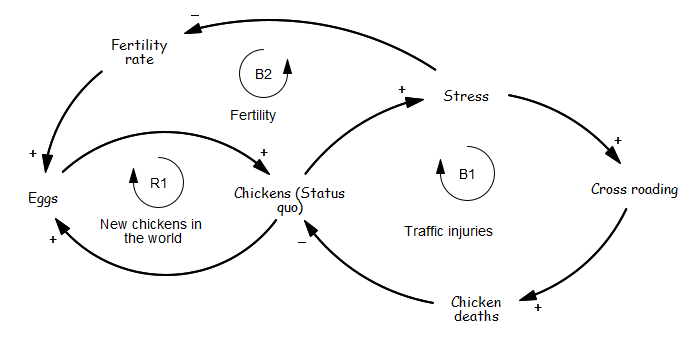 –
Fertility
rate
B2
Fertility
+
Stress
+
+
+
Eggs
R1
New chickens in
the world
+
Chickens (Status
quo)
B1
Traffic injuries
Cross roading
+
–
Chicken
deaths
+